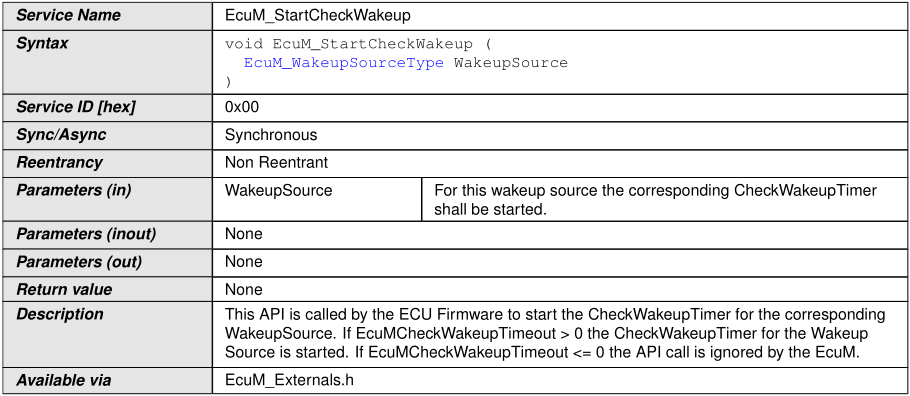 Service Name EcuM_StartCheckWakeup
Syntax void EcuM_StartCheckWakeup (
EcuM_WakeupSourceType WakeupSource
)
Service ID [hex] 0x00
Sync/Async Synchronous
Reentrancy Non Reentrant
Parameters (in) WakeupSource For this wakeup source the corresponding CheckWakeupTimer
shall be started.
Parameters (inout) None
Parameters (out) None
Return value None
Description This API is called by the ECU Firmware to start the CheckWakeupTimer for the corresponding
WakeupSource. If EcuMCheckWakeupTimeout > 0 the CheckWakeupTimer for the Wakeup
Source is started. If EcuMCheckWakeupTimeout <= 0 the API call is ignored by the EcuM.
Available via EcuM_Externals.h